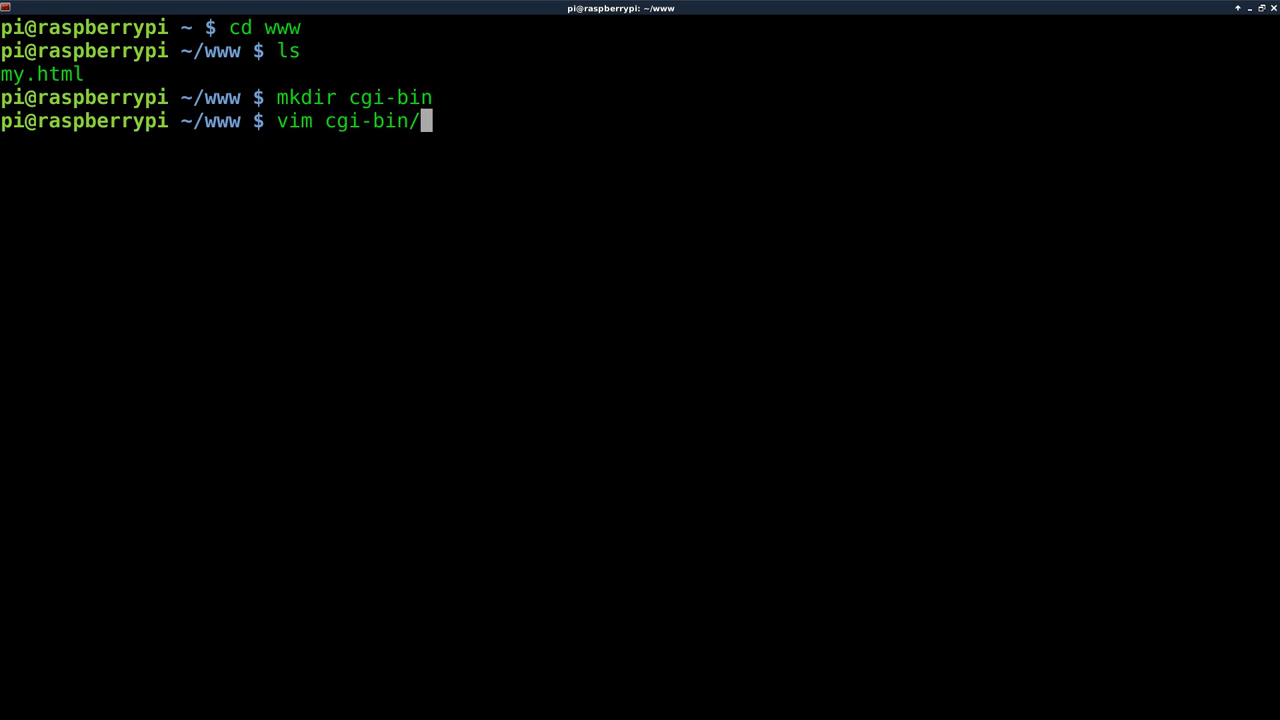 pi@raspberrypi: ~/www
pi@raspberrypi ~ $ cd www
pi@raspberrypi ~/www $ ls
my.html
pi@raspberrypi ~/www $ mkdir cgi-bin
pi@raspberrypi ~/www $ vim cgi-bin/